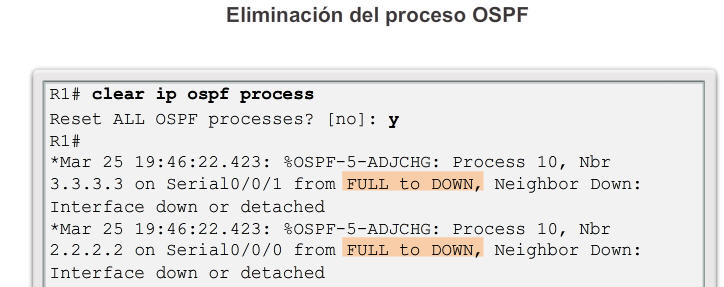 Eliminación del proceso OSPF
R1# clear ip ospf process
Reset ALL OSPF processes? [no]: y
R1#
*Mar 25 19:46:22.423: %OSPF-5-ADJCHG: Process 10, Nbr
3.3.3.3 on Serial0/0/1 from FULL to DOWN, Neighbor Down:
Interface down or detached
*Mar 25 19:46:22.423: %OSPF-5-ADJCHG: Process 10, Nbr
2.2.2.2 on Serial0/0/0 from FULL to DOWN, Neighbor Down:
Interface down or detached